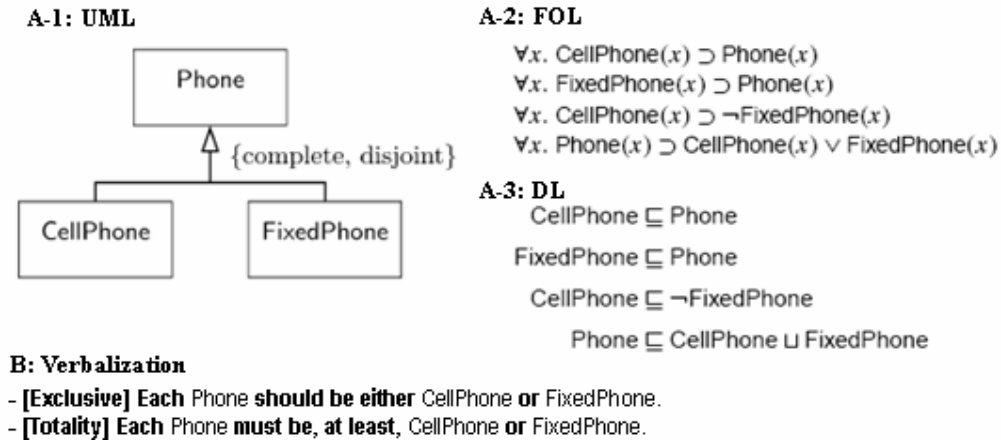 A-1: UML
Phone
{complete, disjoint}
CellPhone
FixedPhone
A-2: FOL
∀x. CellPhone(x) ⊃ Phone(x)
∀x. FixedPhone(x) ⊃ Phone(x)
∀x. CellPhone(x) ⊃ ¬FixedPhone(x)
∀x. Phone(x) ⊃ CellPhone(x) ∨ FixedPhone(x)
A-3: DL
CellPhone ⊑ Phone
FixedPhone ⊑ Phone
CellPhone ⊑ ¬FixedPhone
Phone ⊑ CellPhone ⊔ FixedPhone
B: Verbalization
- [Exclusive] Each Phone should be either CellPhone or FixedPhone.
- [Totality] Each Phone must be, at least, CellPhone or FixedPhone.